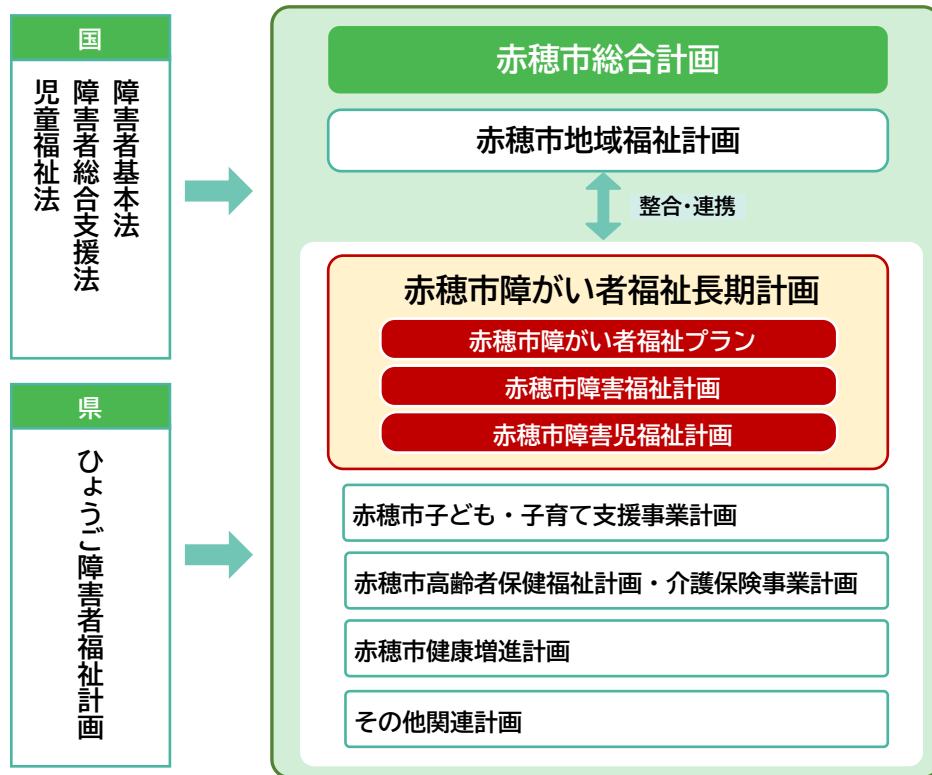 国
障害者基本法
障害者総合支援法
児童福祉法
県
ひょうご障害者福祉計画
赤穂市総合計画
赤穂市地域福祉計画
整合・連携
赤穂市障がい者福祉長期計画
赤穂市障がい者福祉プラン
赤穂市障害福祉計画
赤穂市障害児福祉計画
赤穂市子ども・子育て支援事業計画
赤穂市高齢者保健福祉計画・介護保険事業計画
赤穂市健康増進計画
その他関連計画